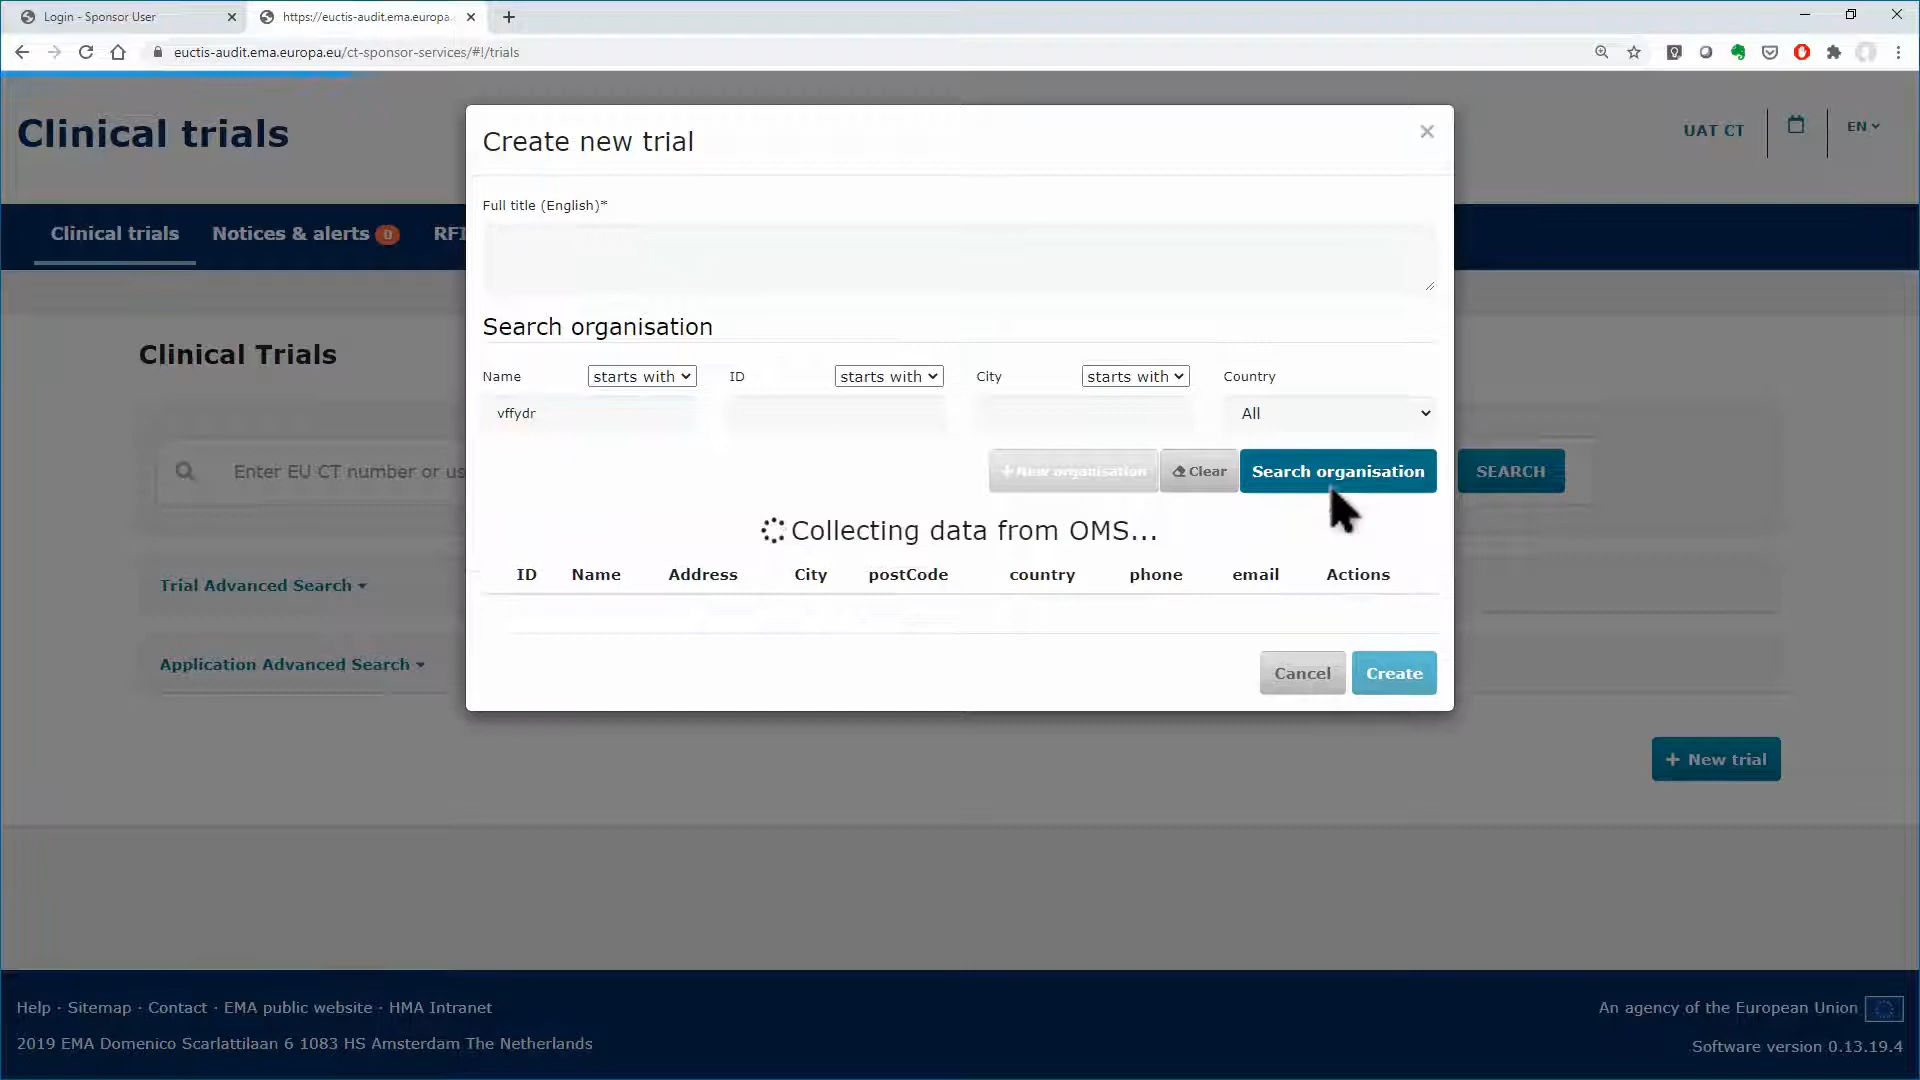 Login - Sponsor User
https://euctis-audit.ema.europa.
euctis-audit.ema.europa.eu/ct-sponsor-services/#!/trials
Clinical trials
UAT CT
EN
Clinical trials
Notices & alerts 0
RFI
Clinical Trials
Enter EU CT number or us
SEARCH
Trial Advanced Search
Application Advanced Search
+ New trial
Create new trial
×
Full title (English)*
Search organisation
Name starts with
ID starts with
City starts with
Country
vffydr
All
+ New organisation
Clear
Search organisation
Collecting data from OMS...
ID Name Address City postCode country phone email Actions
Cancel
Create
Help · Sitemap · Contact · EMA public website · HMA Intranet
2019 EMA Domenico Scarlattilaan 6 1083 HS Amsterdam The Netherlands
An agency of the European Union
Software version 0.13.19.4